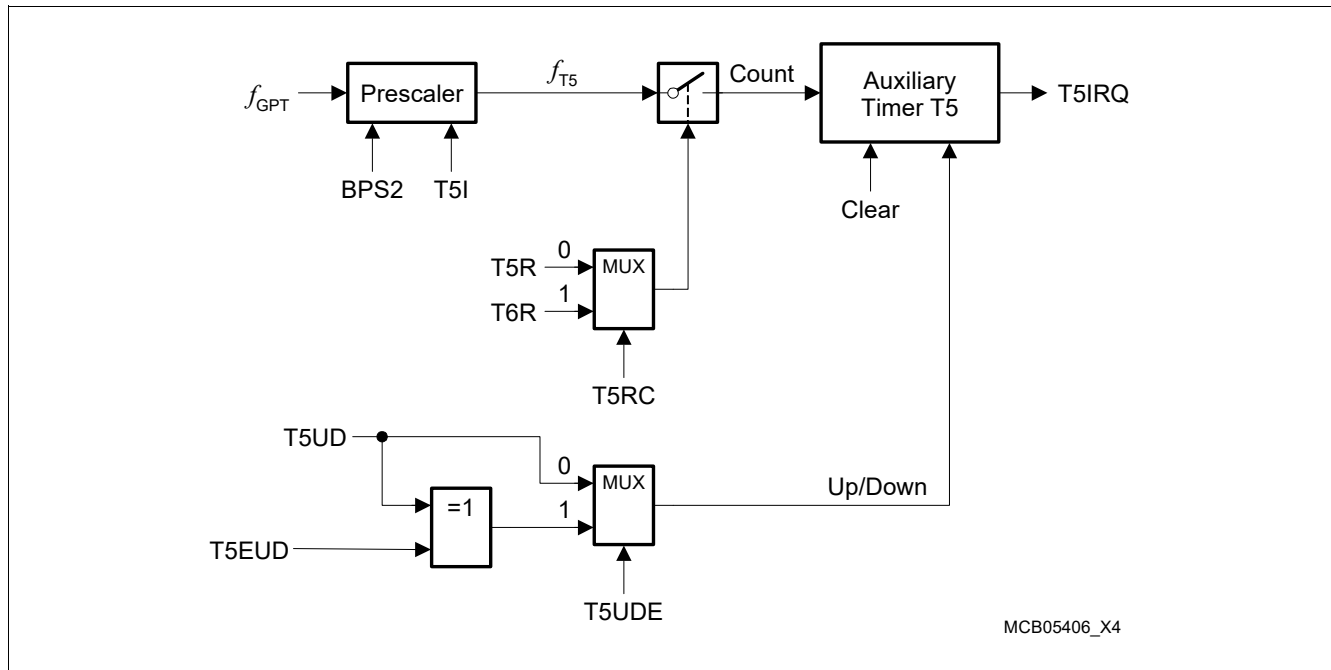 f_GPT
Prescaler
f_T5
Count
Auxiliary
Timer T5
T5IRQ
BPS2
T5I
Clear
T5R
0
MUX
T6R
1
T5RC
T5UD
0
MUX
=1
1
Up/Down
T5EUD
T5UDE
MCB05406_X4